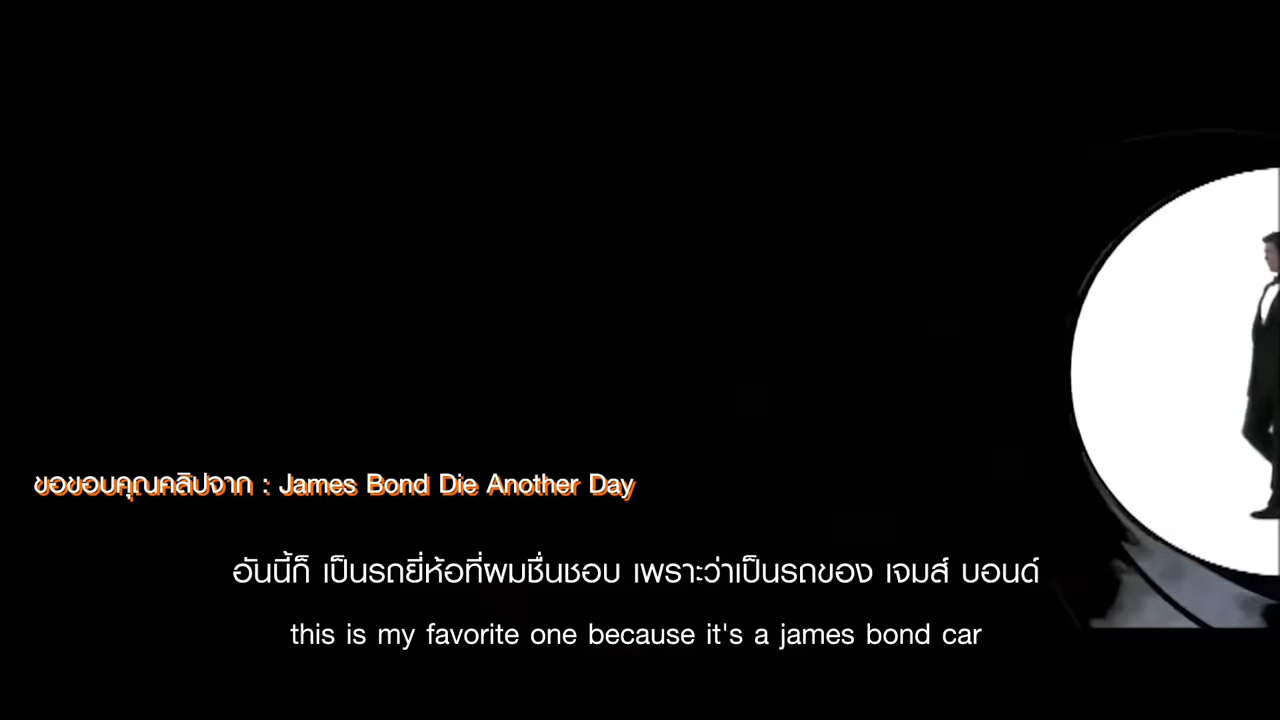 ขอขอบคุณคลิปจาก : James Bond Die Another Day
อันนี้ก็ เป็นรถยี่ห้อที่ผมชื่นชอบ เพราะว่าเป็นรถของ เจมส์ บอนด์
this is my favorite one because it's a james bond car